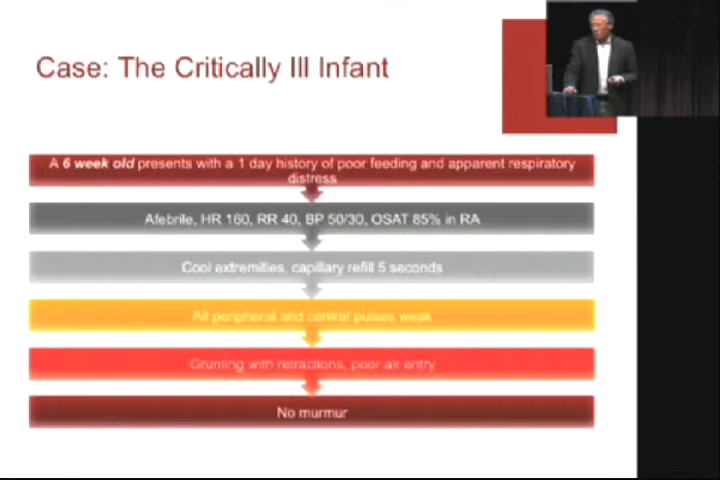 Case: The Critically Ill Infant
A 6 week old presents with a 1 day history of poor feeding and apparent respiratory
distress
Afebrile, HR 160, RR 40, BP 50/30, OSAT 85% in RA
Cool extremities, capillary refill 5 seconds
All peripheral and central pulses weak
Grunting with retractions, poor air entry
No murmur